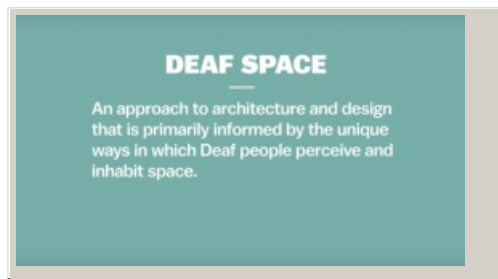 DEAF SPACE
An approach to architecture and design
that is primarily informed by the unique
ways in which Deaf people perceive and
inhabit space.